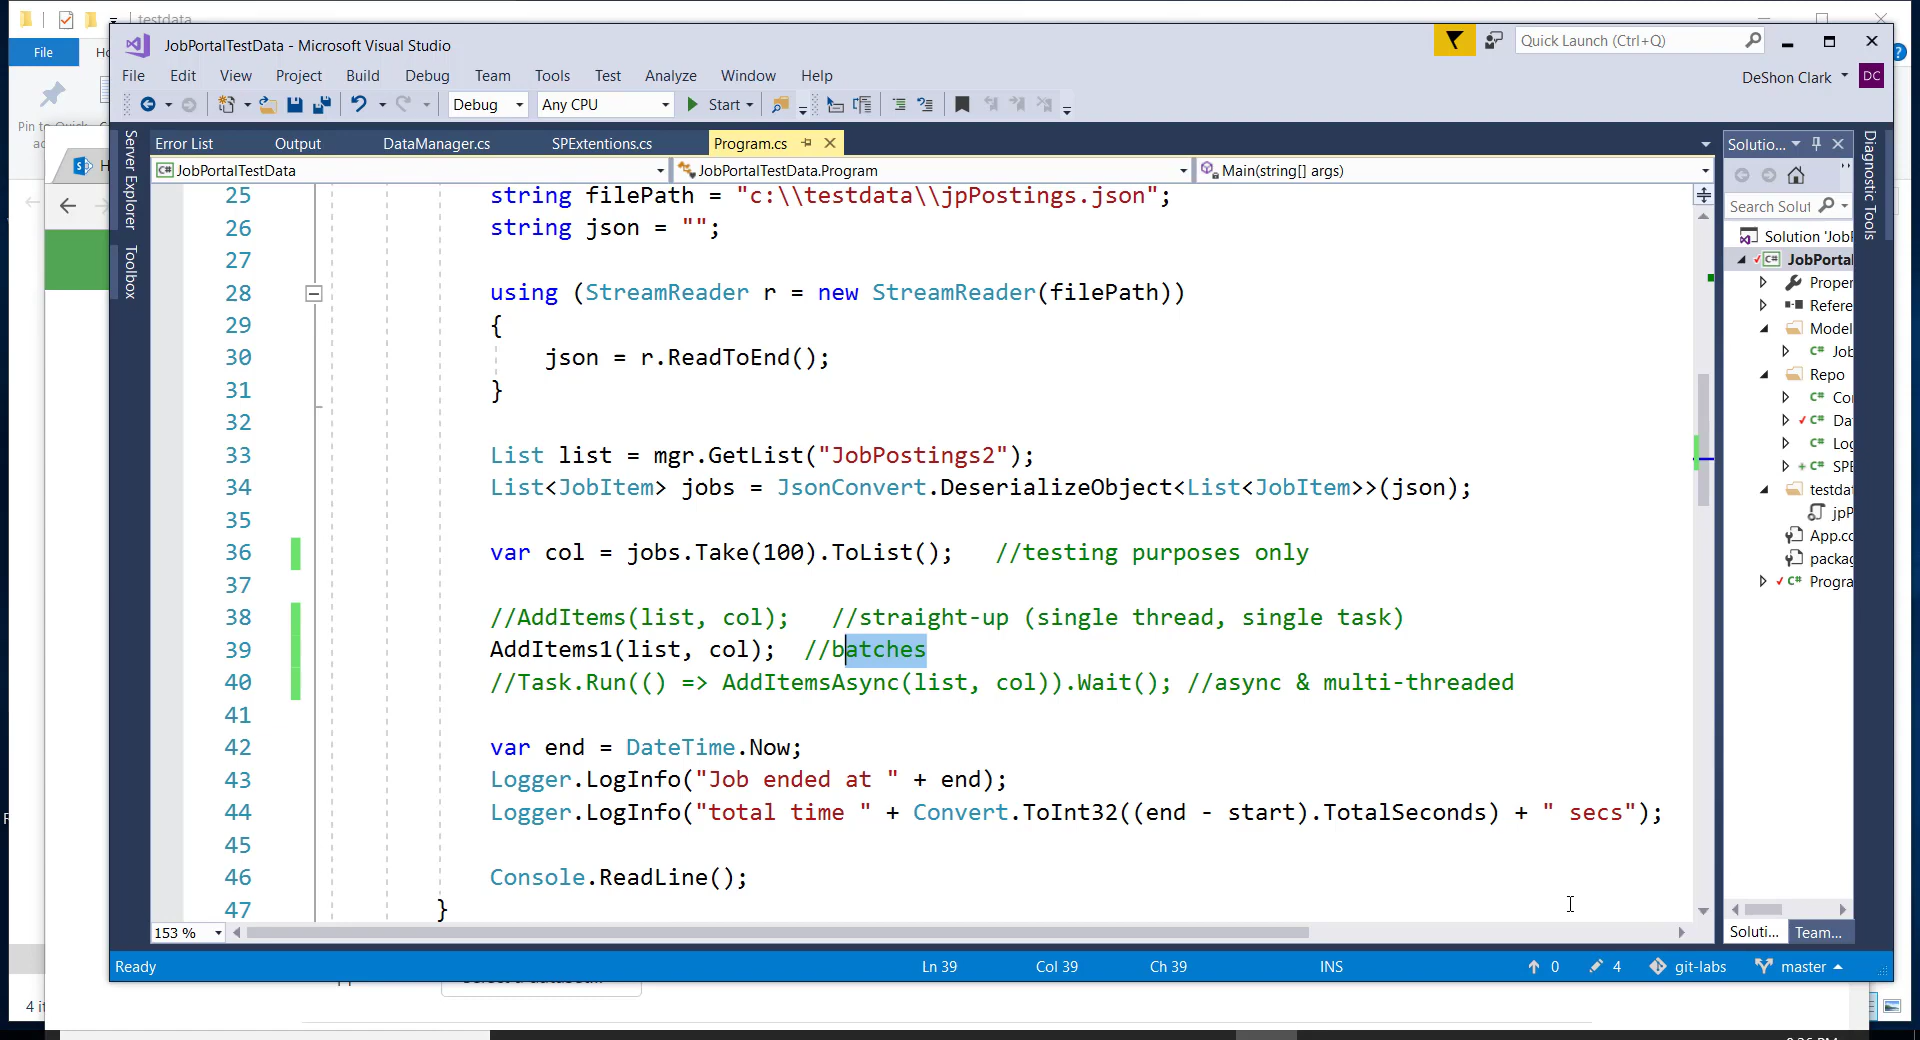 testdata
File
JobPortalTestData - Microsoft Visual Studio
Quick Launch (Ctrl+Q)
File Edit View Project Build Debug Team Tools Test Analyze Window Help
DeShon Clark DC
Debug Any CPU Start
Pin to Quick
Server Explorer
Toolbox
Error List Output DataManager.cs SPExtentions.cs Program.cs
JobPortalTestData JobPortalTestData.Program Main(string[] args)
25 string filePath = "c:\\testdata\\jpPostings.json";
26 string json = "";
27
28 using (StreamReader r = new StreamReader(filePath))
29 {
30 json = r.ReadToEnd();
31 }
32
33 List list = mgr.GetList("JobPostings2");
34 List<JobItem> jobs = JsonConvert.DeserializeObject<List<JobItem>>(json);
35
36 var col = jobs.Take(100).ToList(); //testing purposes only
37
38 //AddItems(list, col); //straight-up (single thread, single task)
39 AddItems1(list, col); //batches
40 //Task.Run(() => AddItemsAsync(list, col)).Wait(); //async & multi-threaded
41
42 var end = DateTime.Now;
43 Logger.LogInfo("Job ended at " + end);
44 Logger.LogInfo("total time " + Convert.ToInt32((end - start).TotalSeconds) + " secs");
45
46 Console.ReadLine();
47 }
153 %
Solutio...
Search Solut
Solution 'Job
C# JobPorta
Proper
Refere
Model
C# Job
Repo
C# Co
C# Da
C# Log
C# SPE
testdat
jpP
App.co
packag
C# Progra
Soluti... Team...
Diagnostic Tools
Ready Ln 39 Col 39 Ch 39 INS 0 4 git-labs master
4 it